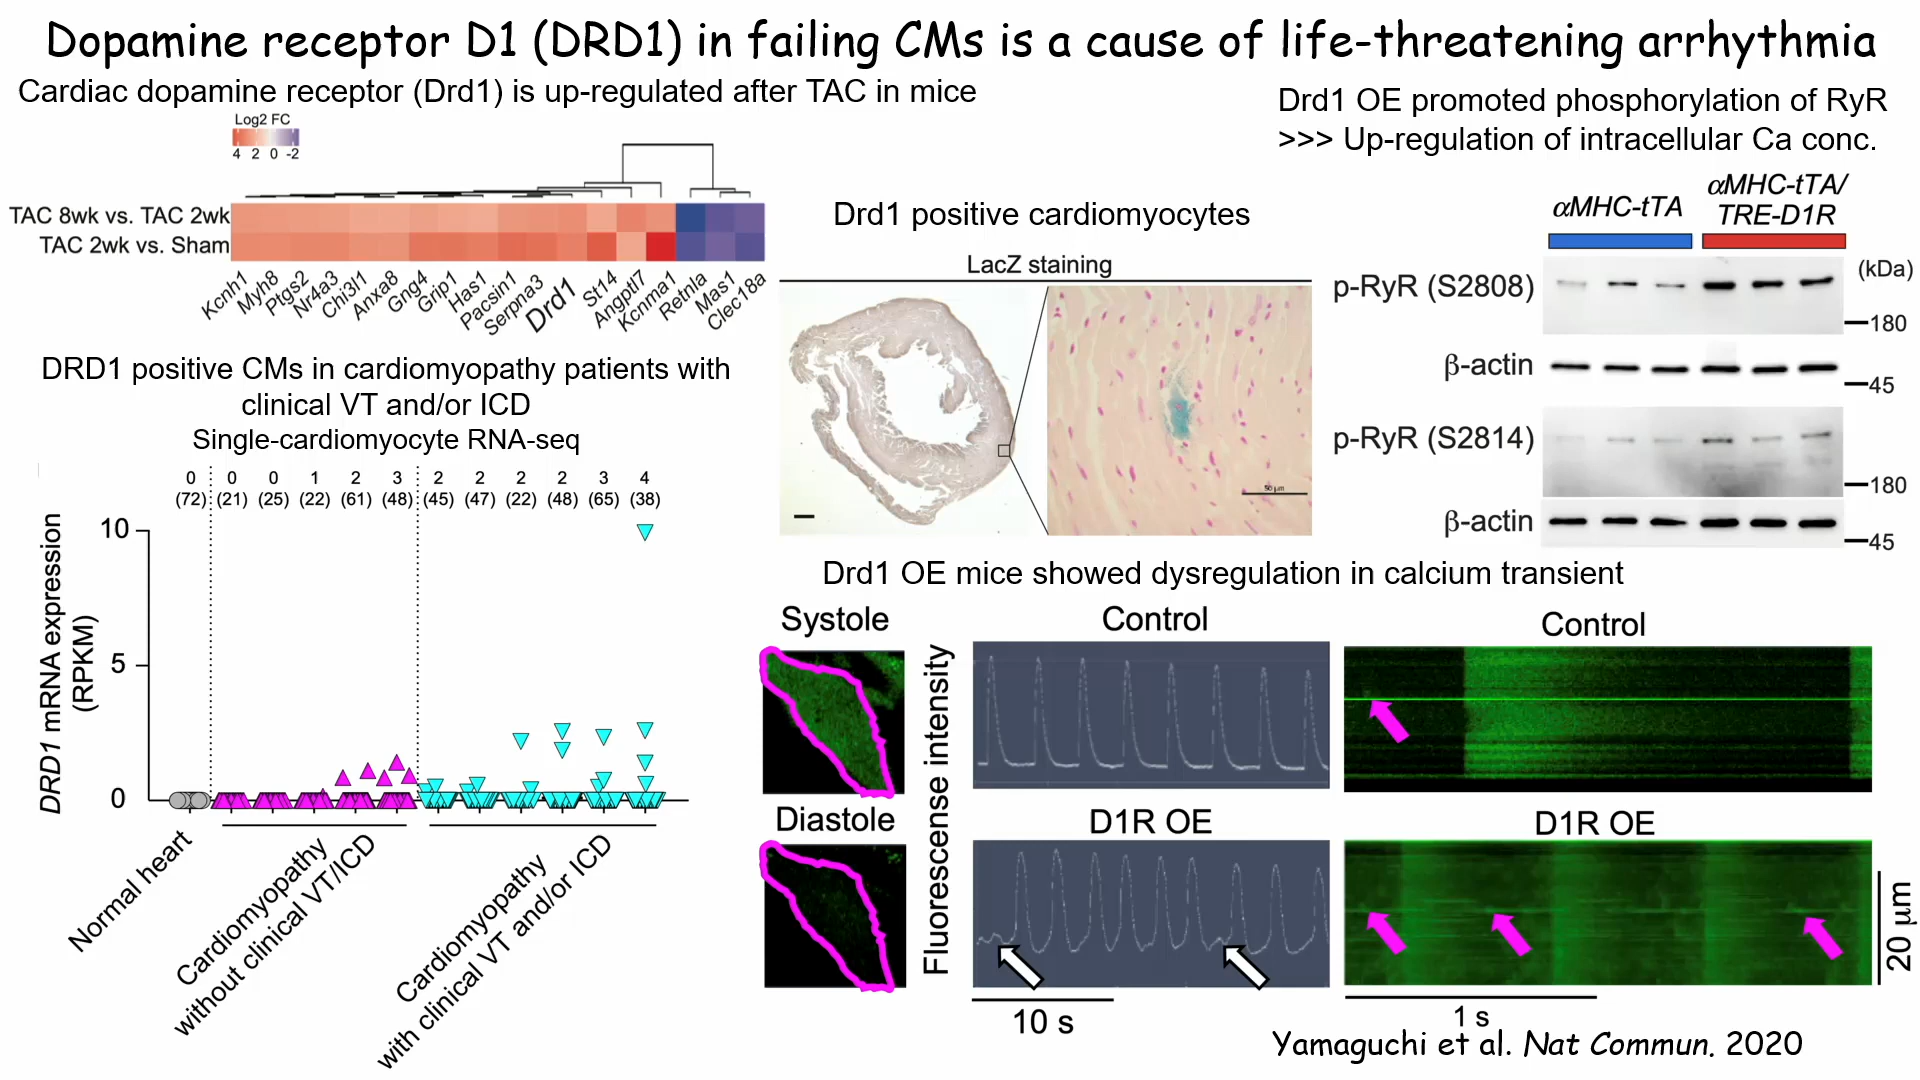 Dopamine receptor D1 (DRD1) in failing CMs is a cause of life-threatening arrhythmia
Cardiac dopamine receptor (Drd1) is up-regulated after TAC in mice
Log2 FC
4 2 0 -2
TAC 8wk vs. TAC 2wk
TAC 2wk vs. Sham
Kcnh1
Myh8
Ptgs2
Nr4a3
Chi3l1
Anxa8
Gng4
Grip1
Has1
Pacsin1
Serpna3
Drd1
St14
Angptl7
Kcnma1
Retnla
Mas1
Clec18a
DRD1 positive CMs in cardiomyopathy patients with
clinical VT and/or ICD
Single-cardiomyocyte RNA-seq
0 0 0 1 2 3 2 2 2 2 3 4
(72) (21) (25) (22) (61) (48) (45) (47) (22) (48) (65) (38)
DRD1 mRNA expression
(RPKM)
10
5
0
Normal heart
Cardiomyopathy
without clinical VT/ICD
Cardiomyopathy
with clinical VT and/or ICD
Drd1 positive cardiomyocytes
LacZ staining
50 μm
Drd1 OE promoted phosphorylation of RyR
>>> Up-regulation of intracellular Ca conc.
αMHC-tTA
αMHC-tTA/
TRE-D1R
(kDa)
p-RyR (S2808)
180
β-actin
45
p-RyR (S2814)
180
β-actin
45
Drd1 OE mice showed dysregulation in calcium transient
Systole
Diastole
Fluorescence intensity
Control
D1R OE
10 s
Control
D1R OE
20 μm
1 s
Yamaguchi et al. Nat Commun. 2020